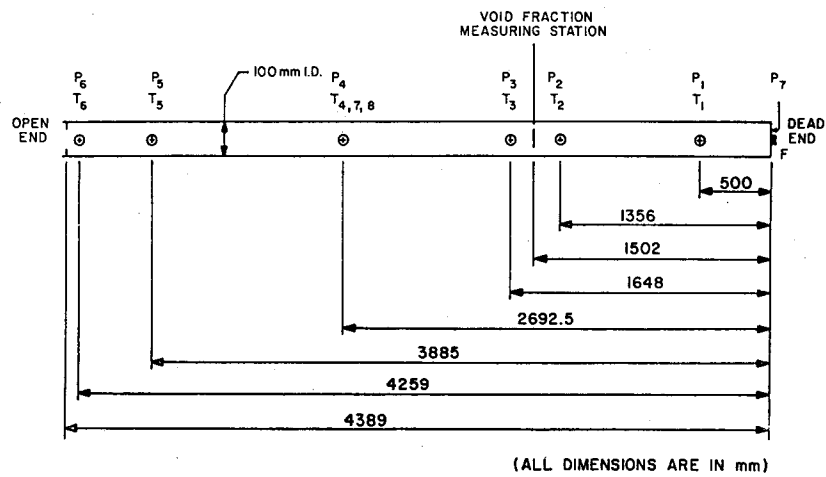 VOID FRACTION
MEASURING STATION
P6 P5 100 mm I.D. P4 P3 P2 P1 P7
T6 T5 T4,7,8 T3 T2 T1
OPEN
END
DEAD
END
F
500
1356
1502
1648
2692.5
3885
4259
4389
(ALL DIMENSIONS ARE IN mm)